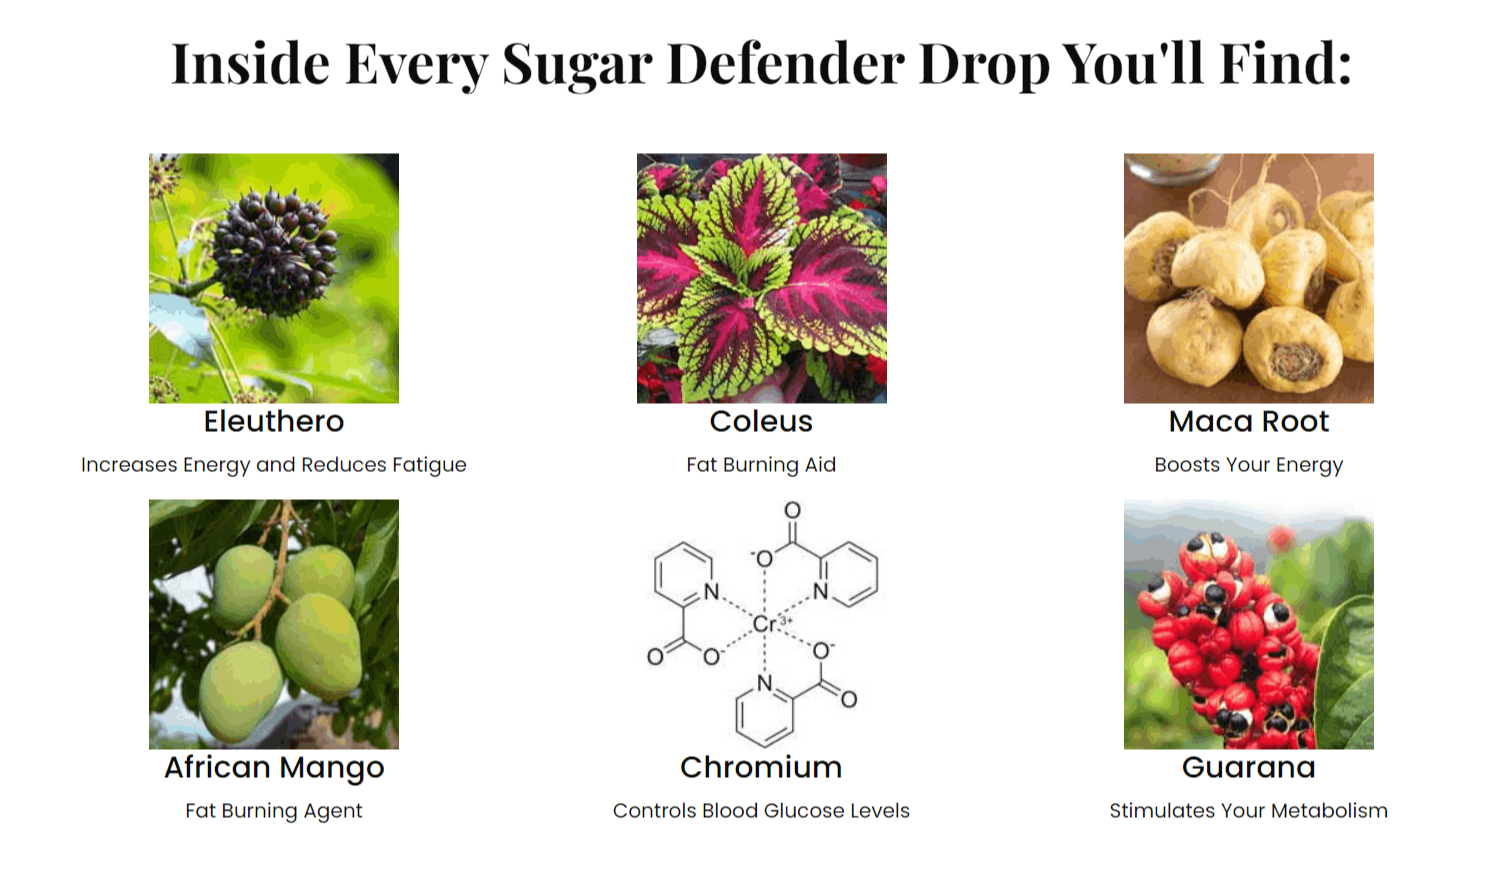 Inside Every Sugar Defender Drop You'll Find:
Eleuthero
Increases Energy and Reduces Fatigue
Coleus
Fat Burning Aid
Maca Root
Boosts Your Energy
African Mango
Fat Burning Agent
O
-O
N
N
Cr3+
O
O-
O-
N
O
Chromium
Controls Blood Glucose Levels
Guarana
Stimulates Your Metabolism